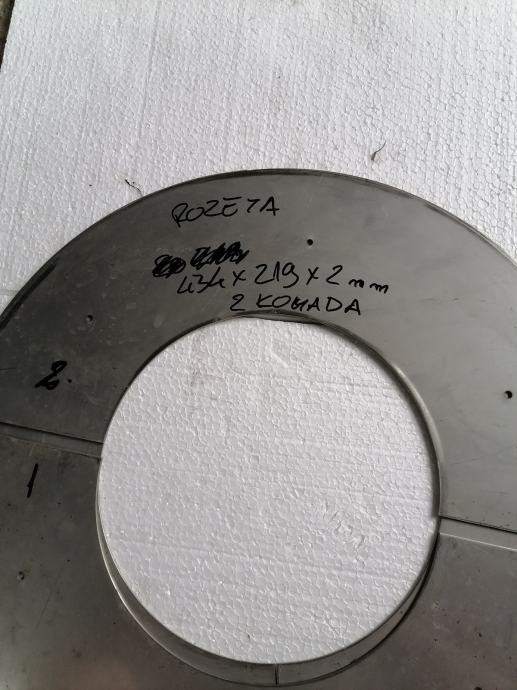 ROZETA
434 x 219 x 2 mm
2 KOMADA
2.
1